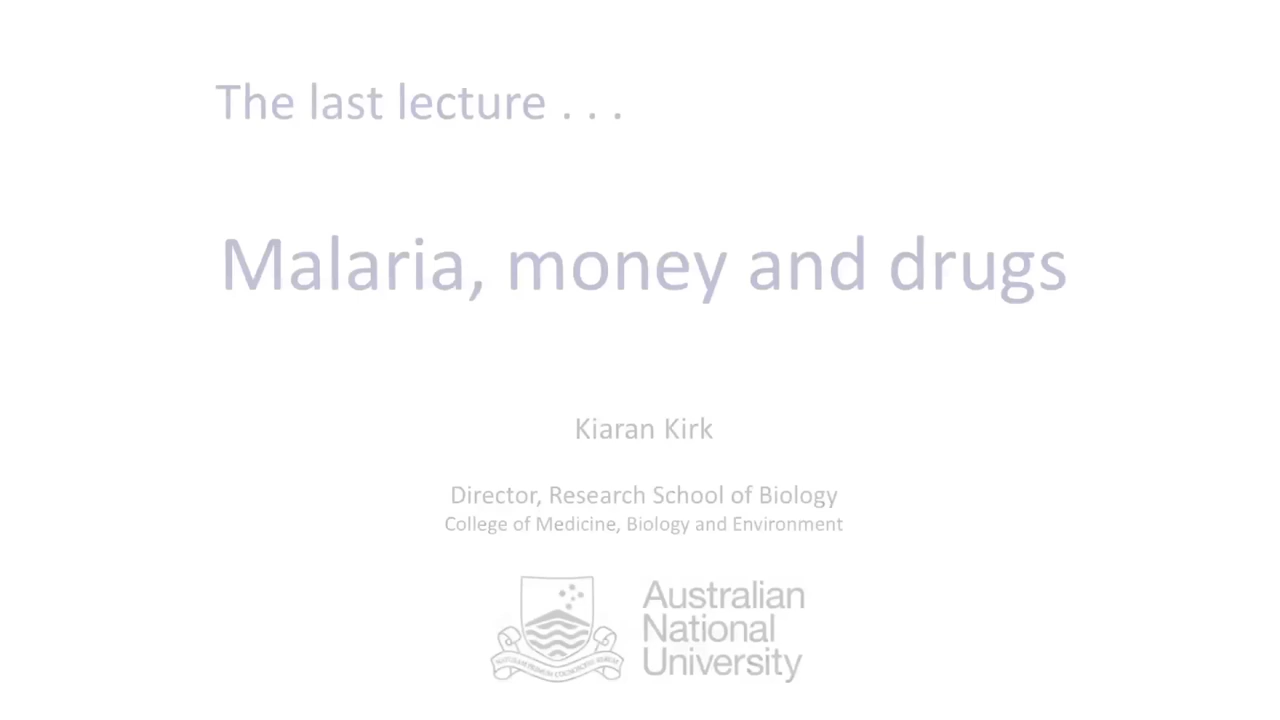 The last lecture . . .
Malaria, money and drugs
Kiaran Kirk
Director, Research School of Biology
College of Medicine, Biology and Environment
Australian
National
University